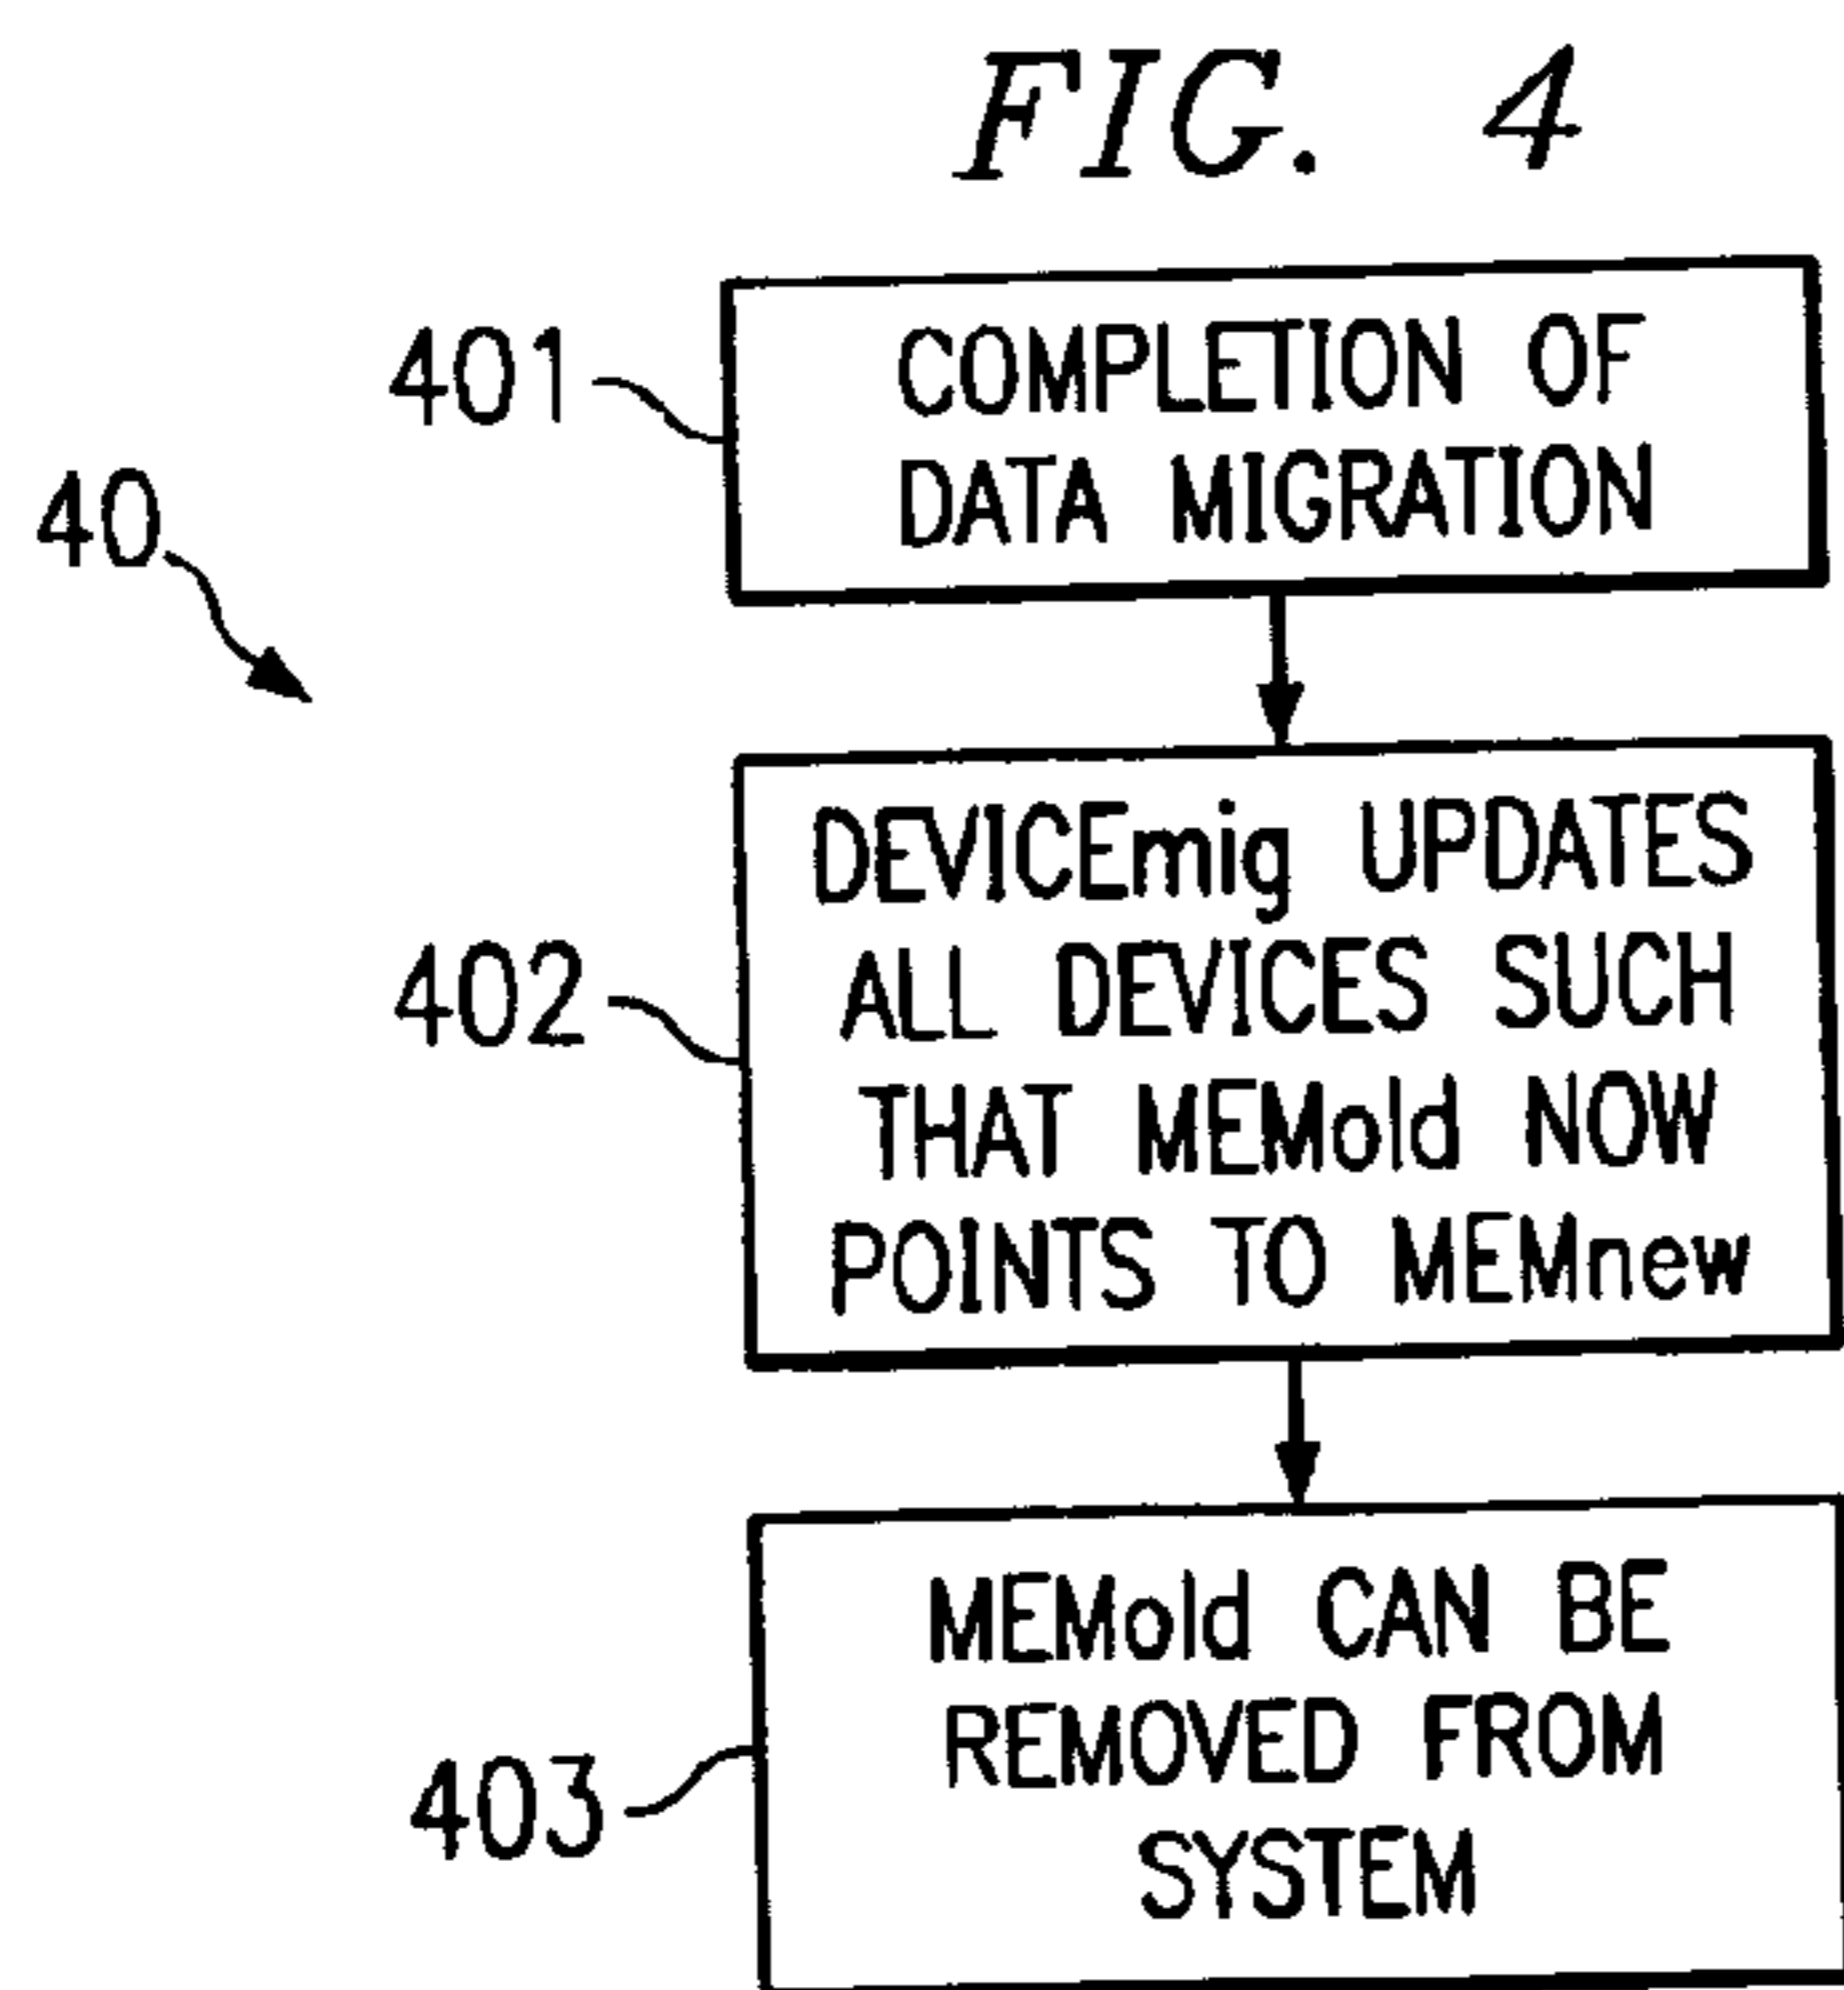 FIG. 4
401
COMPLETION OF
DATA MIGRATION
40
402
DEVICEmig UPDATES
ALL DEVICES SUCH
THAT MEMold NOW
POINTS TO MEMnew
403
MEMold CAN BE
REMOVED FROM
SYSTEM